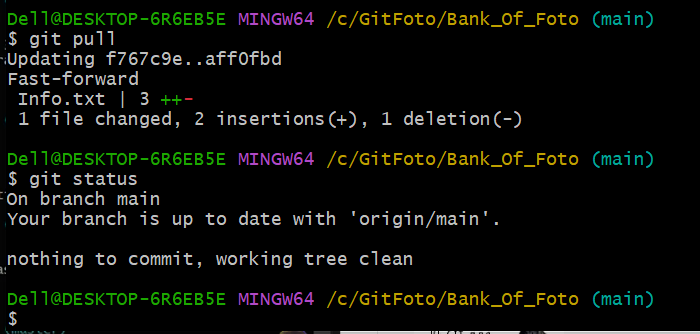 Dell@DESKTOP-6R6EB5E MINGW64 /c/GitFoto/Bank_Of_Foto (main)
$ git pull
Updating f767c9e..aff0fbd
Fast-forward
 Info.txt | 3 ++-
 1 file changed, 2 insertions(+), 1 deletion(-)

Dell@DESKTOP-6R6EB5E MINGW64 /c/GitFoto/Bank_Of_Foto (main)
$ git status
On branch main
Your branch is up to date with 'origin/main'.

nothing to commit, working tree clean

Dell@DESKTOP-6R6EB5E MINGW64 /c/GitFoto/Bank_Of_Foto (main)
$